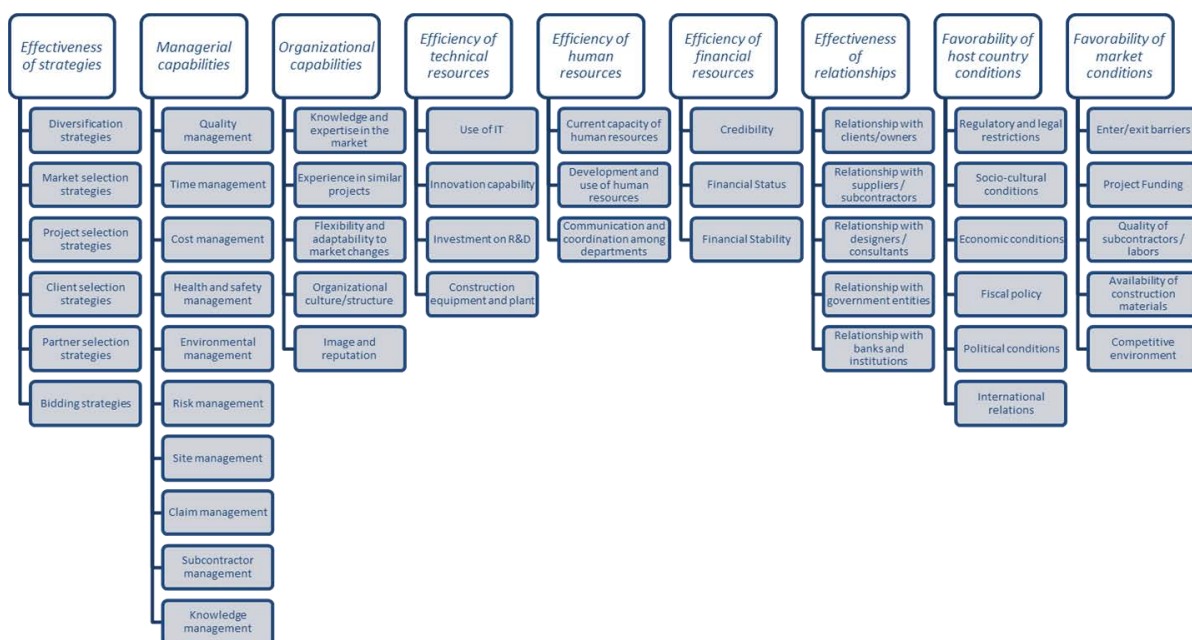 Effectiveness
of strategies
Diversification
strategies
Market selection
strategies
Project selection
strategies
Client selection
strategies
Partner selection
strategies
Bidding strategies
Managerial
capabilities
Quality
management
Time management
Cost management
Health and safety
management
Environmental
management
Risk management
Site management
Claim management
Subcontractor
management
Knowledge
management
Organizational
capabilities
Knowledge and
expertise in the
market
Experience in similar
projects
Flexibility and
adaptability to
market changes
Organizational
culture/structure
Image and
reputation
Efficiency of
technical
resources
Use of IT
Innovation capability
Investment on R&D
Construction
equipment and plant
Efficiency of
human
resources
Current capacity of
human resources
Development and
use of human
resources
Communication and
coordination among
departments
Efficiency of
financial
resources
Credibility
Financial Status
Financial Stability
Effectiveness
of
relationships
Relationship with
clients/owners
Relationship with
suppliers /
subcontractors
Relationship with
designers /
consultants
Relationship with
government entities
Relationship with
banks and
institutions
Favorability of
host country
conditions
Regulatory and legal
restrictions
Socio-cultural
conditions
Economic conditions
Fiscal policy
Political conditions
International
relations
Favorability of
market
conditions
Enter/exit barriers
Project Funding
Quality of
subcontractors /
labors
Availability of
construction
materials
Competitive
environment